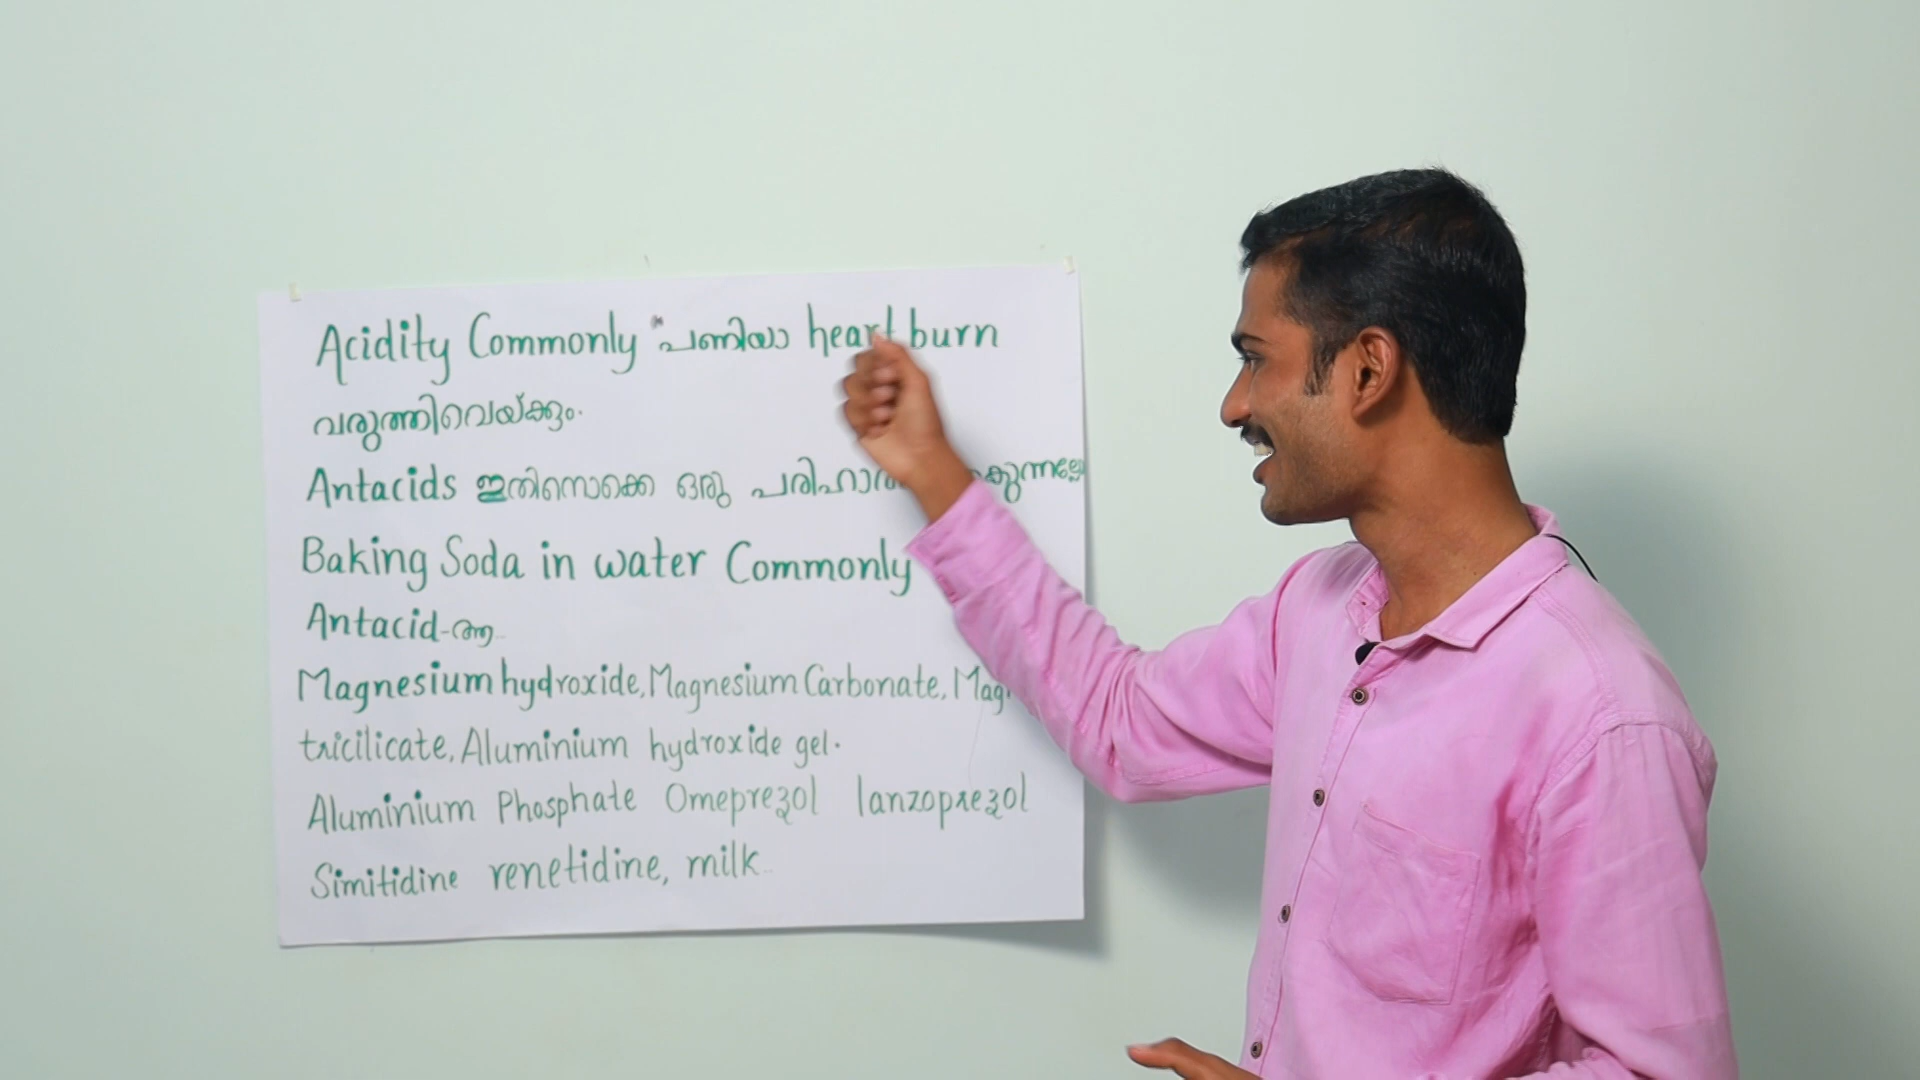 Acidity Commonly പണിയാ heart burn
വരുത്തിവെയ്ക്കും.
Antacids ഇതിനൊക്കെ ഒരു
Baking Soda in water Commonly
Antacid-ആ..
Magnesium hydroxide, Magnesium Carbonate,
tricilicate, Aluminium hydroxide gel.
Aluminium Phosphate Omeprezol lanzoprezol
Simitidine renetidine, milk..